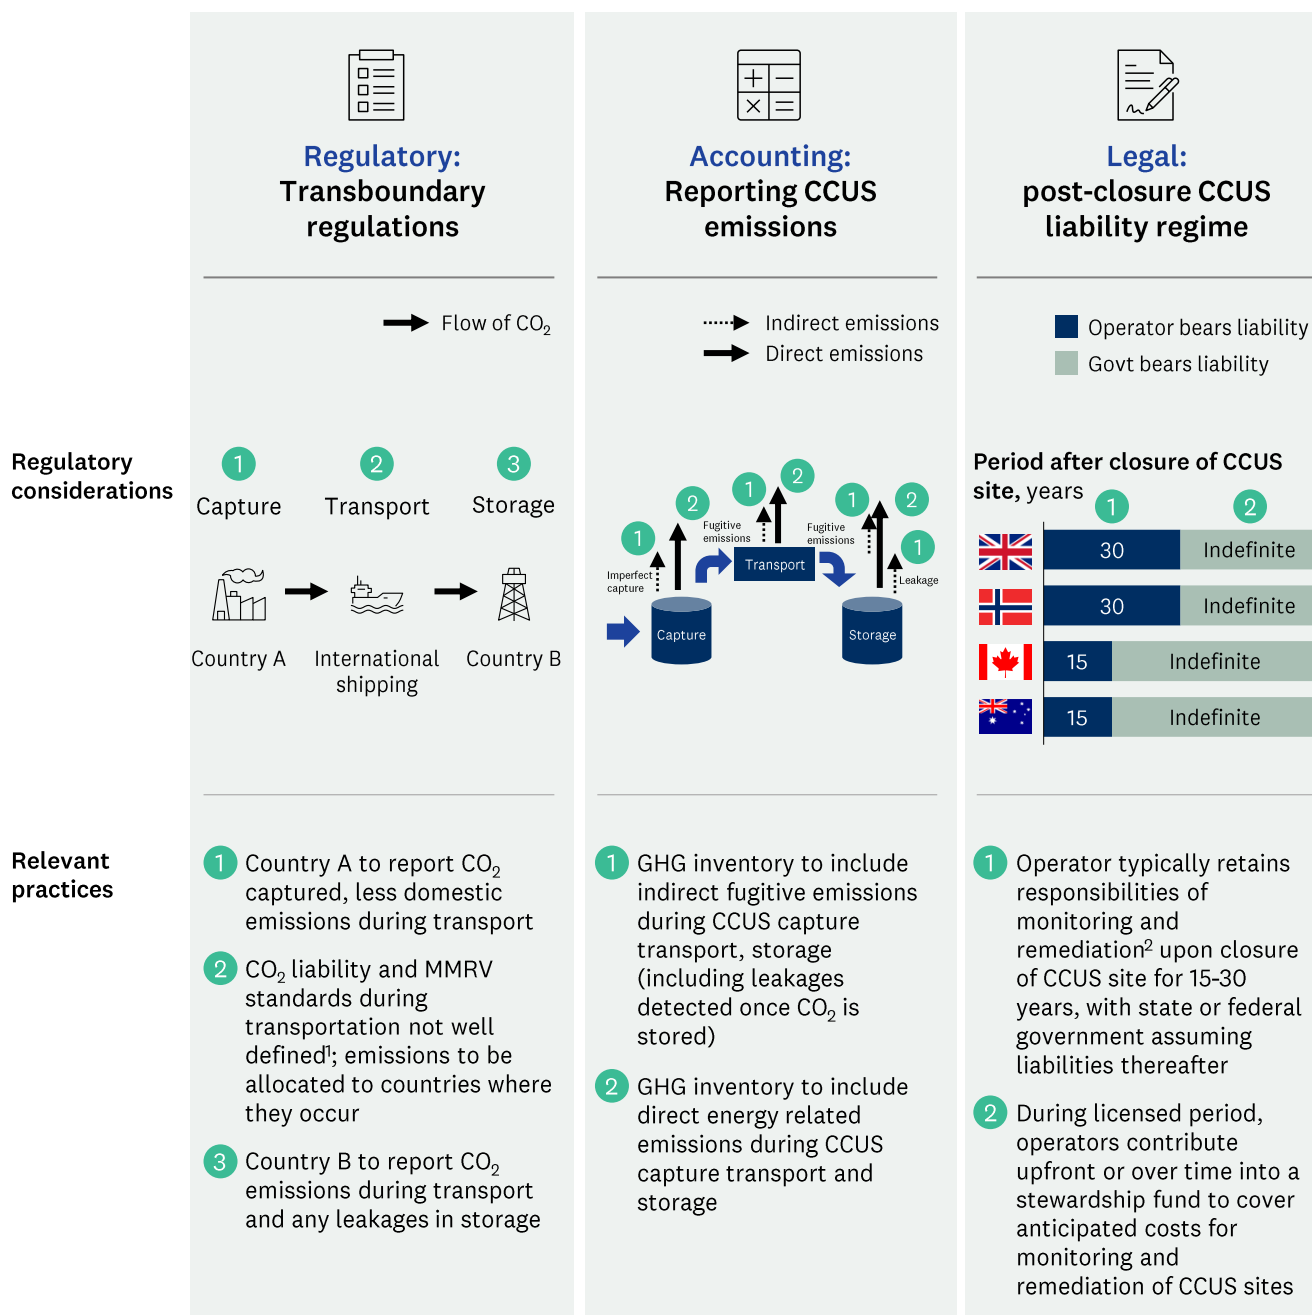 Regulatory:
Transboundary
regulations
Accounting:
Reporting CCUS
emissions
Legal:
post-closure CCUS
liability regime
Flow of CO₂
Indirect emissions
Direct emissions
Operator bears liability
Govt bears liability
Regulatory
considerations
1
Capture
2
Transport
3
Storage
Country A
International
shipping
Country B
1
Imperfect
capture
2
Capture
Fugitive
emissions
1
2
Transport
Fugitive
emissions
1
2
1
Leakage
Storage
Period after closure of CCUS
site, years
1
2
30
Indefinite
30
Indefinite
15
Indefinite
15
Indefinite
Relevant
practices
1 Country A to report CO₂
captured, less domestic
emissions during transport
2 CO₂ liability and MMRV
standards during
transportation not well
defined¹; emissions to be
allocated to countries where
they occur
3 Country B to report CO₂
emissions during transport
and any leakages in storage
1 GHG inventory to include
indirect fugitive emissions
during CCUS capture
transport, storage
(including leakages
detected once CO₂ is
stored)
2 GHG inventory to include
direct energy related
emissions during CCUS
capture transport and
storage
1 Operator typically retains
responsibilities of
monitoring and
remediation² upon closure
of CCUS site for 15-30
years, with state or federal
government assuming
liabilities thereafter
2 During licensed period,
operators contribute
upfront or over time into a
stewardship fund to cover
anticipated costs for
monitoring and
remediation of CCUS sites